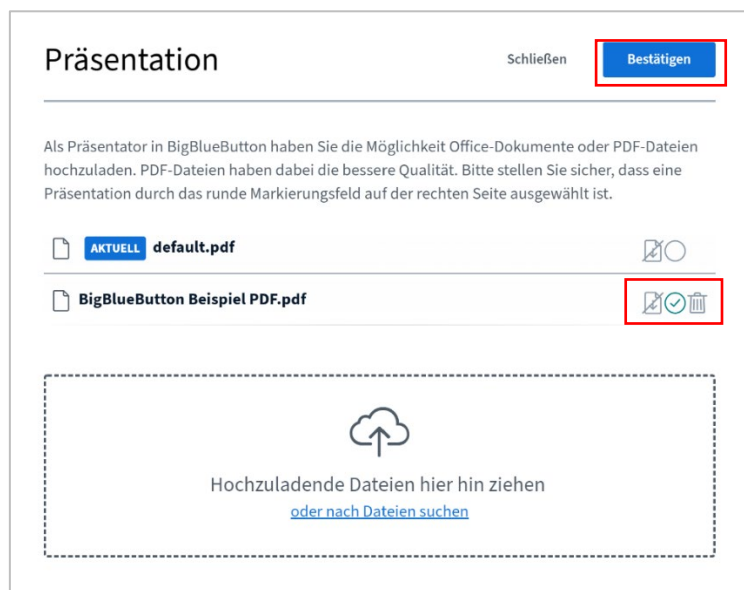 Präsentation
Schließen
Bestätigen
Als Präsentator in BigBlueButton haben Sie die Möglichkeit Office-Dokumente oder PDF-Dateien
hochzuladen. PDF-Dateien haben dabei die bessere Qualität. Bitte stellen Sie sicher, dass eine
Präsentation durch das runde Markierungsfeld auf der rechten Seite ausgewählt ist.
AKTUELL default.pdf
BigBlueButton Beispiel PDF.pdf
Hochzuladende Dateien hier hin ziehen
oder nach Dateien suchen